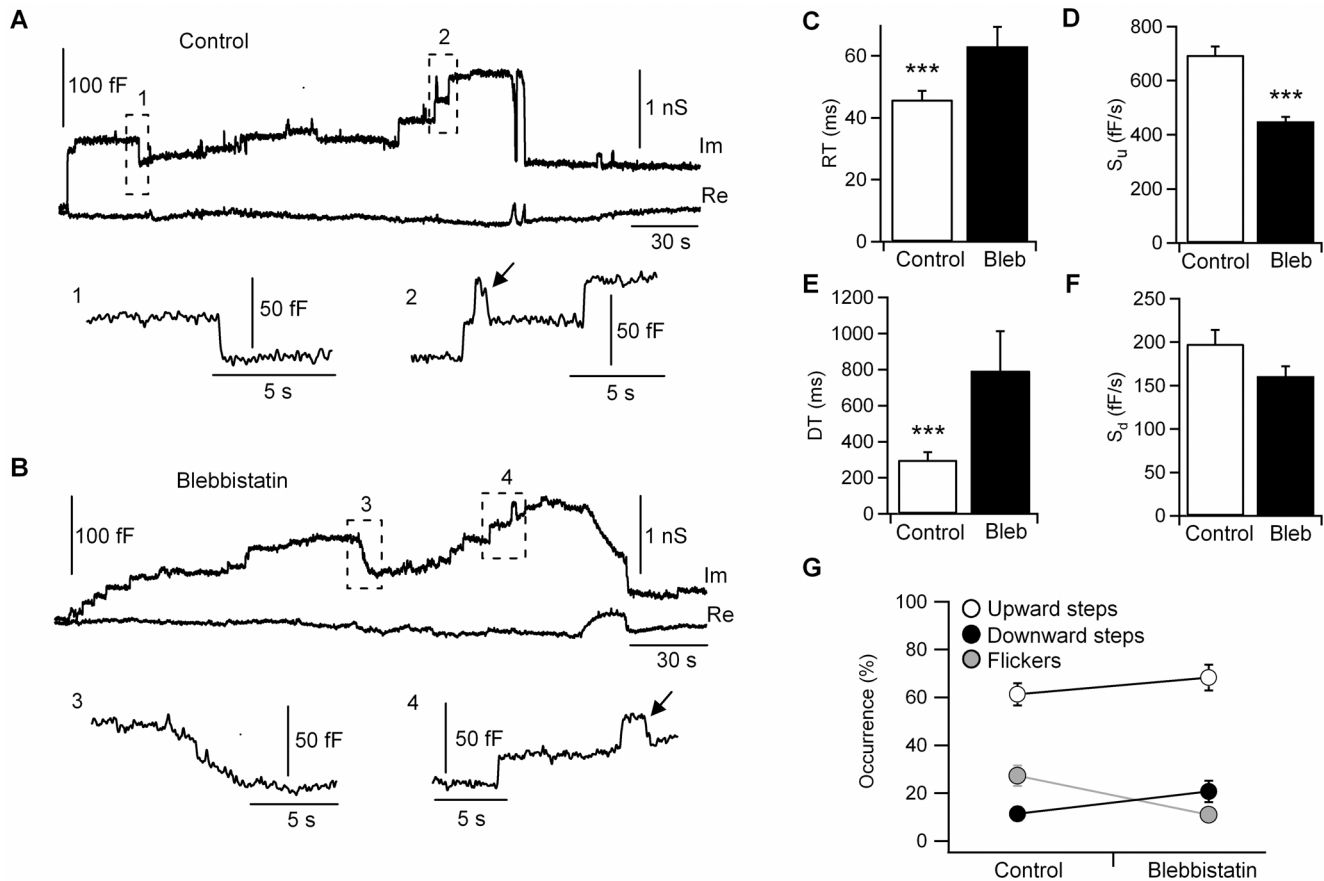 A
Control
100 fF
1
2
1 nS
Im
Re
30 s
1
50 fF
5 s
2
50 fF
5 s
B
Blebbistatin
100 fF
3
4
1 nS
Im
Re
30 s
3
50 fF
5 s
4
50 fF
5 s
C
RT (ms)
60
40
20
0
***
Control
Bleb
D
Su (fF/s)
800
600
400
200
0
***
Control
Bleb
E
DT (ms)
1200
1000
800
600
400
200
0
***
Control
Bleb
F
Sd (fF/s)
250
200
150
100
50
0
Control
Bleb
G
Occurrence (%)
100
80
60
40
20
0
Upward steps
Downward steps
Flickers
Control
Blebbistatin